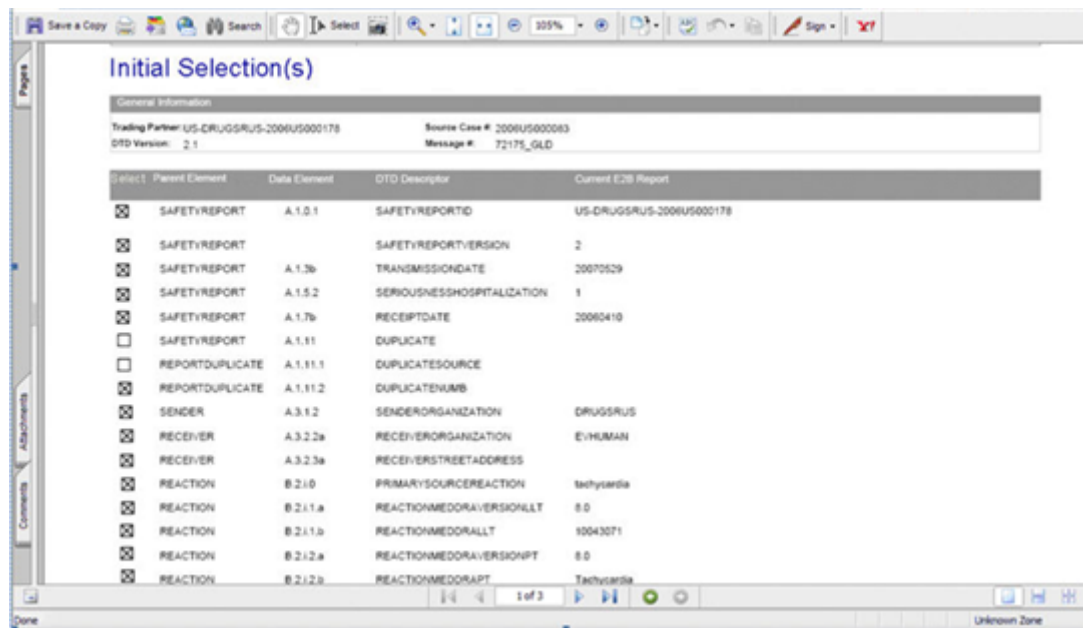 Save a Copy Search Select 105% Sign Y!
Pages
Initial Selection(s)
General Information
Trading Partner: US-DRUGSRUS-2006US000178 Source Case #: 2006US000083
DTD Version: 2.1 Message #: 72175_GLD
Select Parent Element Data Element DTD Descriptor Current E2B Report
SAFETYREPORT A.1.0.1 SAFETYREPORTID US-DRUGSRUS-2006US000178
SAFETYREPORT SAFETYREPORTVERSION 2
SAFETYREPORT A.1.3b TRANSMISSIONDATE 20070529
SAFETYREPORT A.1.5.2 SERIOUSNESSHOSPITALIZATION 1
SAFETYREPORT A.1.7b RECEIPTDATE 20060410
SAFETYREPORT A.1.11 DUPLICATE
REPORTDUPLICATE A.1.11.1 DUPLICATESOURCE
REPORTDUPLICATE A.1.11.2 DUPLICATENUMB
Attachments
SENDER A.3.1.2 SENDERORGANIZATION DRUGSRUS
RECEIVER A.3.2.2a RECEIVERORGANIZATION EVHUMAN
RECEIVER A.3.2.3a RECEIVERSTREETADDRESS
REACTION B.2.i.0 PRIMARYSOURCEREACTION tachycardia
Comments
REACTION B.2.i.1.a REACTIONMEDDRAVERSIONLLT 8.0
REACTION B.2.i.1.b REACTIONMEDDRALLT 10043071
REACTION B.2.i.2.a REACTIONMEDDRAVERSIONPT 8.0
REACTION B.2.i.2.b REACTIONMEDDRAPT Tachycardia
1 of 3
Done Unknown Zone